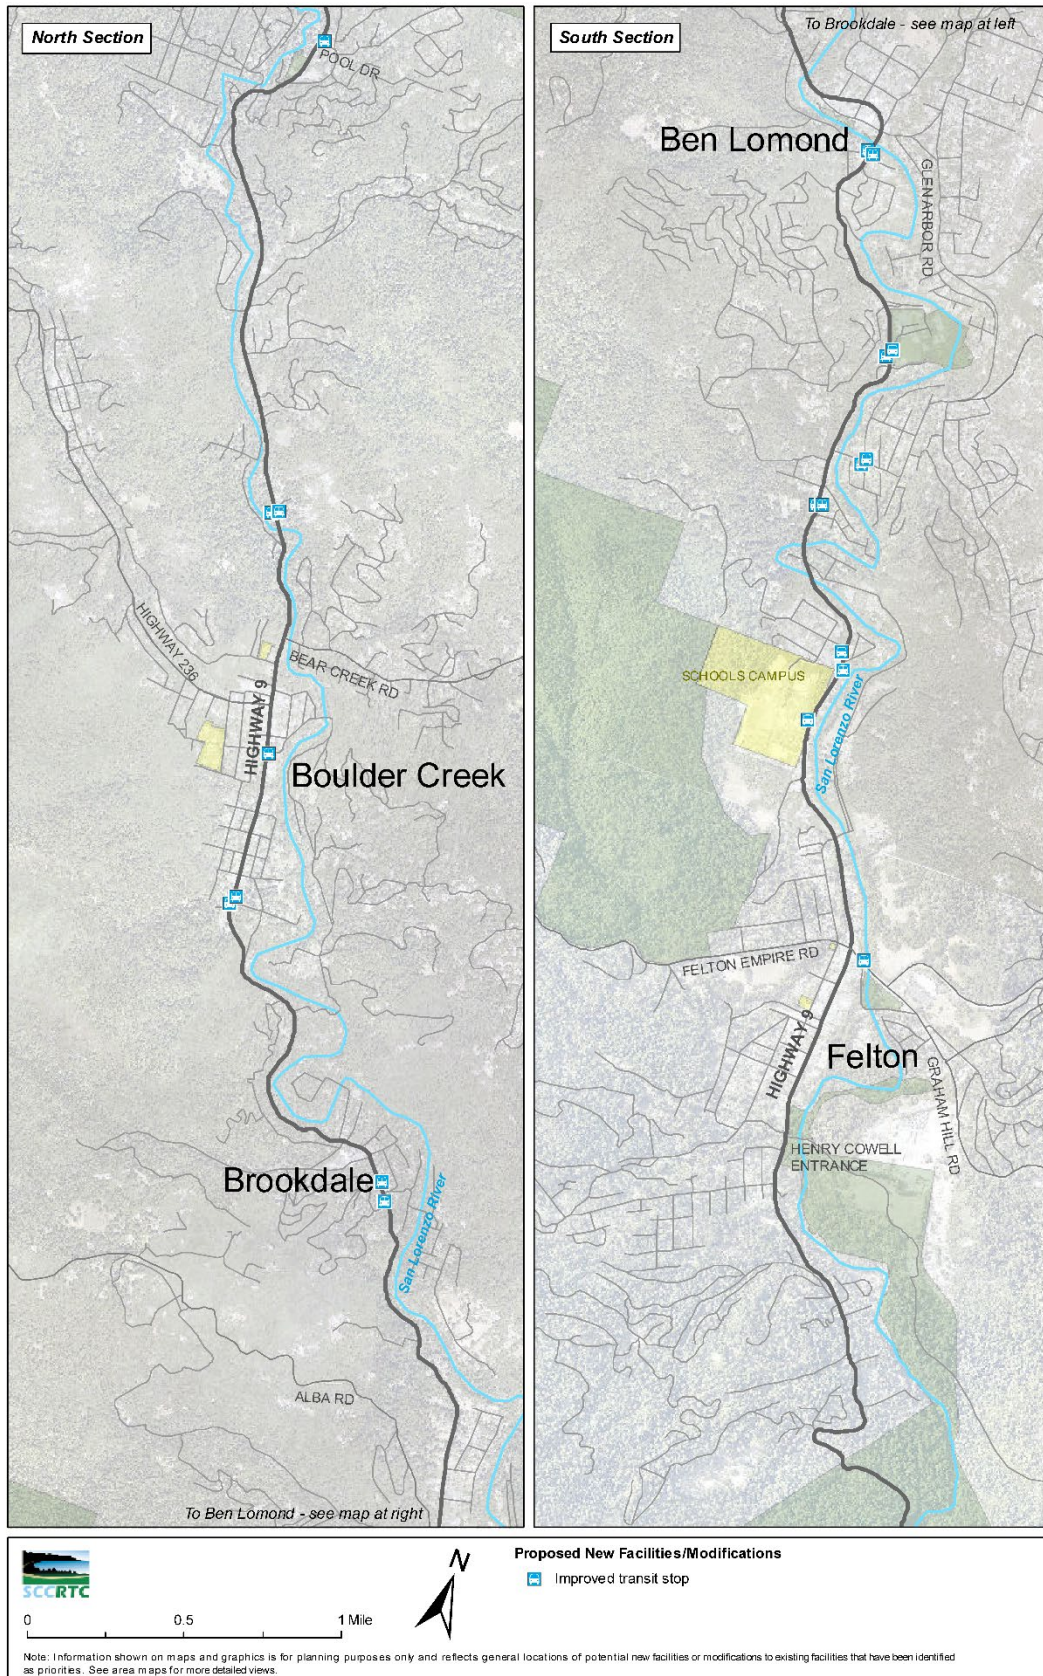 North Section
POOL DR
HIGHWAY 236
BEAR CREEK RD
HIGHWAY 9
Boulder Creek
Brookdale
San Lorenzo River
ALBA RD
To Ben Lomond - see map at right
To Brookdale - see map at left
South Section
Ben Lomond
GLEN ARBOR RD
SCHOOLS CAMPUS
San Lorenzo River
FELTON EMPIRE RD
HIGHWAY 9
Felton
GRAHAM HILL RD
HENRY COWELL
ENTRANCE
SCCRTC
N
Proposed New Facilities/Modifications
Improved transit stop
0 0.5 1 Mile
Note: Information shown on maps and graphics is for planning purposes only and reflects general locations of potential new facilities or modifications to existing facilities that have been identified
as priorities. See area maps for more detailed views.